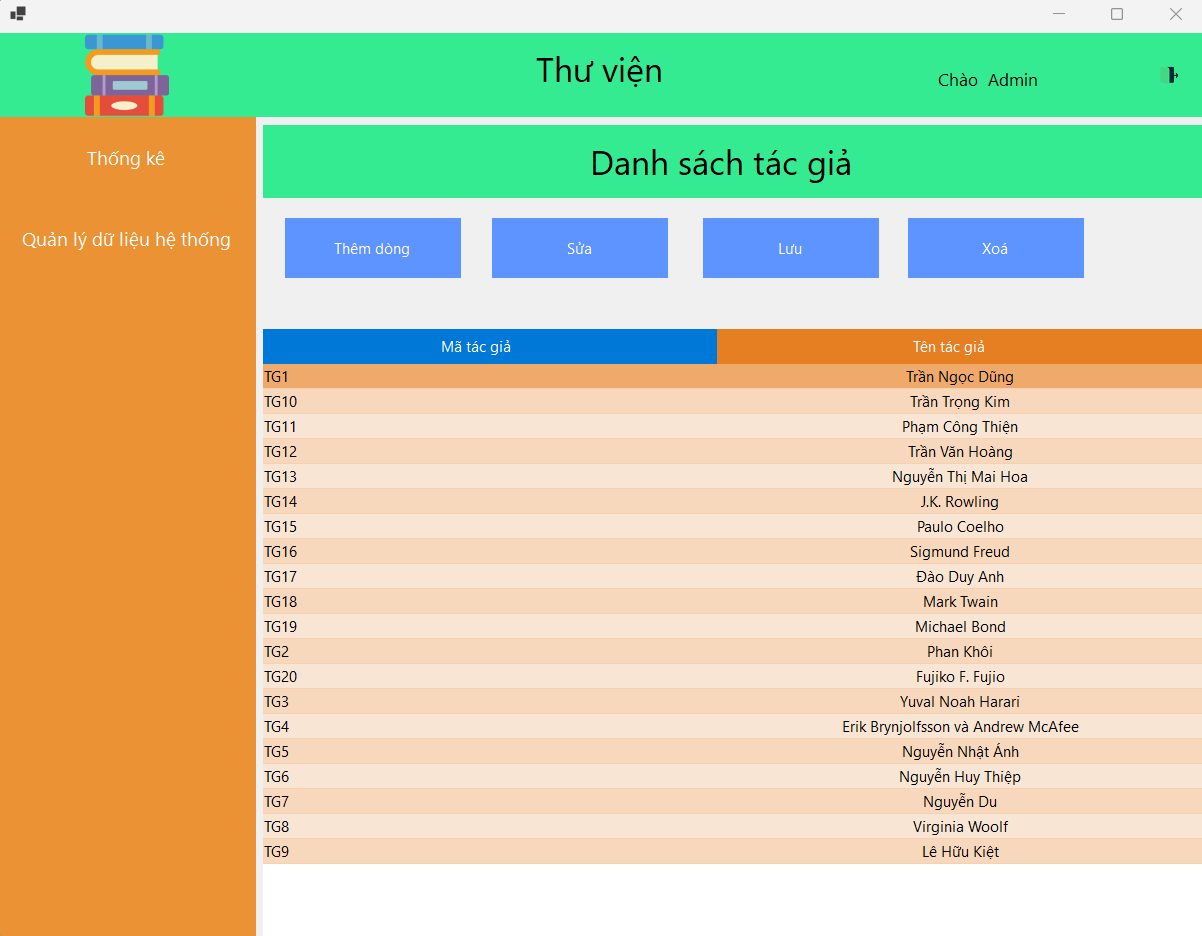 Thư viện
Chào Admin
Thống kê
Quản lý dữ liệu hệ thống
Danh sách tác giả
Thêm dòng Sửa Lưu Xoá
Mã tác giả Tên tác giả
TG1 Trần Ngọc Dũng
TG10 Trần Trọng Kim
TG11 Phạm Công Thiện
TG12 Trần Văn Hoàng
TG13 Nguyễn Thị Mai Hoa
TG14 J.K. Rowling
TG15 Paulo Coelho
TG16 Sigmund Freud
TG17 Đào Duy Anh
TG18 Mark Twain
TG19 Michael Bond
TG2 Phan Khôi
TG20 Fujiko F. Fujio
TG3 Yuval Noah Harari
TG4 Erik Brynjolfsson và Andrew McAfee
TG5 Nguyễn Nhật Ánh
TG6 Nguyễn Huy Thiệp
TG7 Nguyễn Du
TG8 Virginia Woolf
TG9 Lê Hữu Kiệt